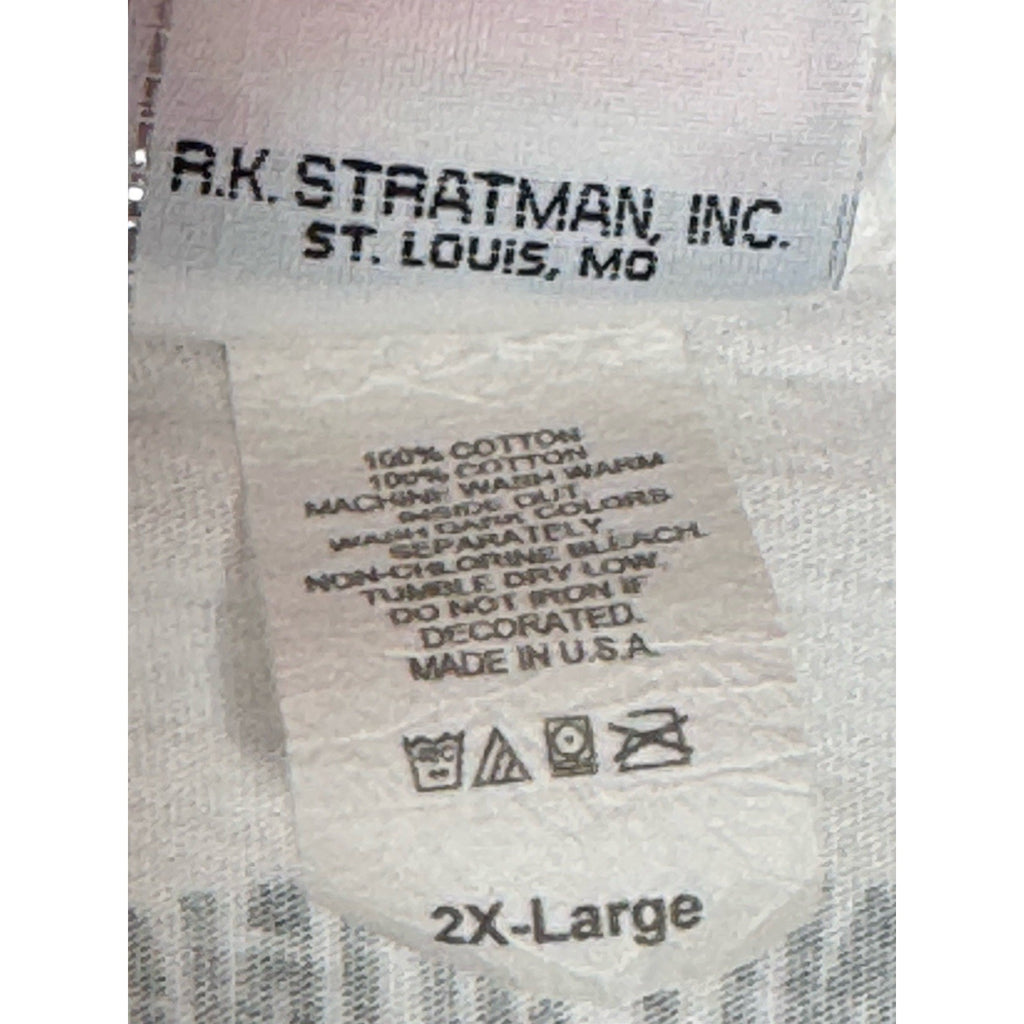 R.K. STRATMAN, INC.
ST. LOUIS, MO
100% COTTON
100% COTTON
MACHINE WASH WARM
INSIDE OUT
WASH DARK COLORS
SEPARATELY
NON-CHLORINE BLEACH.
TUMBLE DRY LOW.
DO NOT IRON IF
DECORATED.
MADE IN U.S.A.
2X-Large